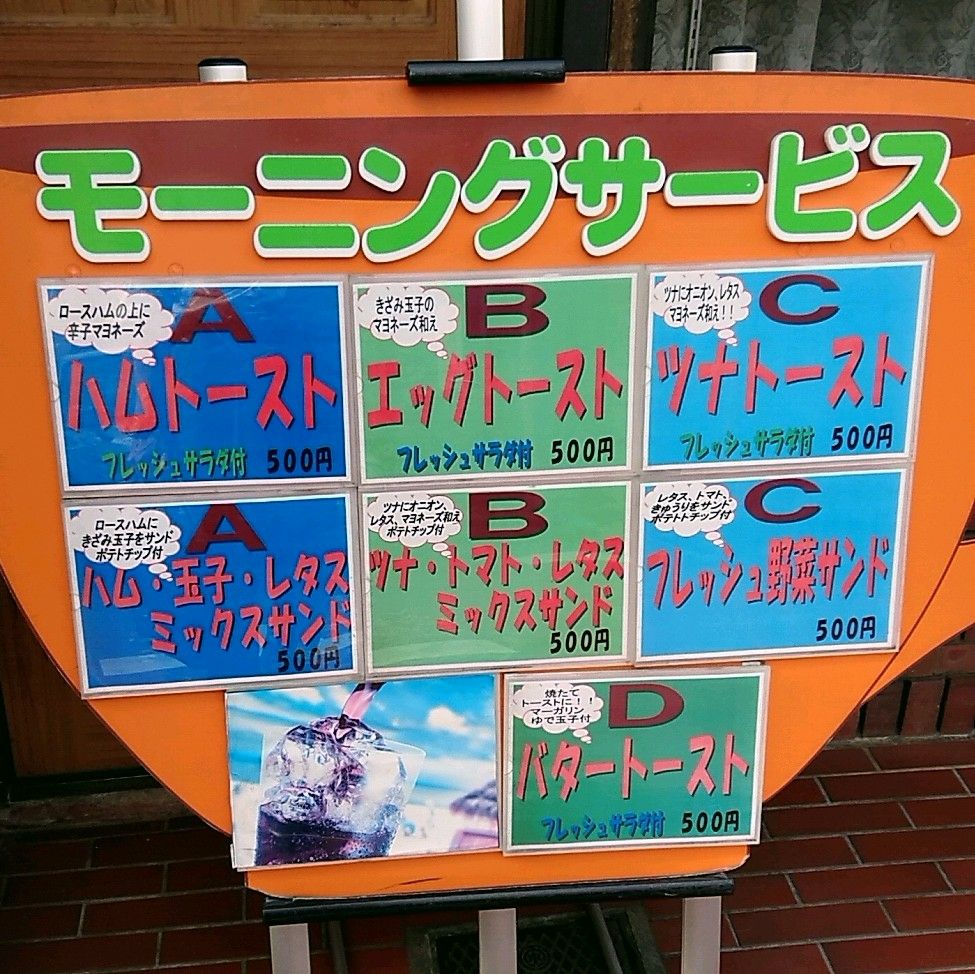 モーニングサービス
ロースハムの上に
辛子マヨネーズ
A
ハムトースト
フレッシュサラダ付 500円
きざみ玉子の
マヨネーズ和え
B
エッグトースト
フレッシュサラダ付 500円
ツナにオニオン、レタス
マヨネーズ和え!!
C
ツナトースト
フレッシュサラダ付 500円
ロースハムに
きざみ玉子をサンド
ポテトチップ付
A
ハム・玉子・レタス
ミックスサンド
500円
ツナにオニオン、
レタス、マヨネーズ和え
ポテトチップ付
B
ツナ・トマト・レタス
ミックスサンド
500円
レタス、トマト、
きゅうりをサンド
ポテトトチップ付
C
フレッシュ野菜サンド
500円
焼たて
トーストに!!
マーガリン
ゆで玉子付
D
バタートースト
フレッシュサラダ付 500円